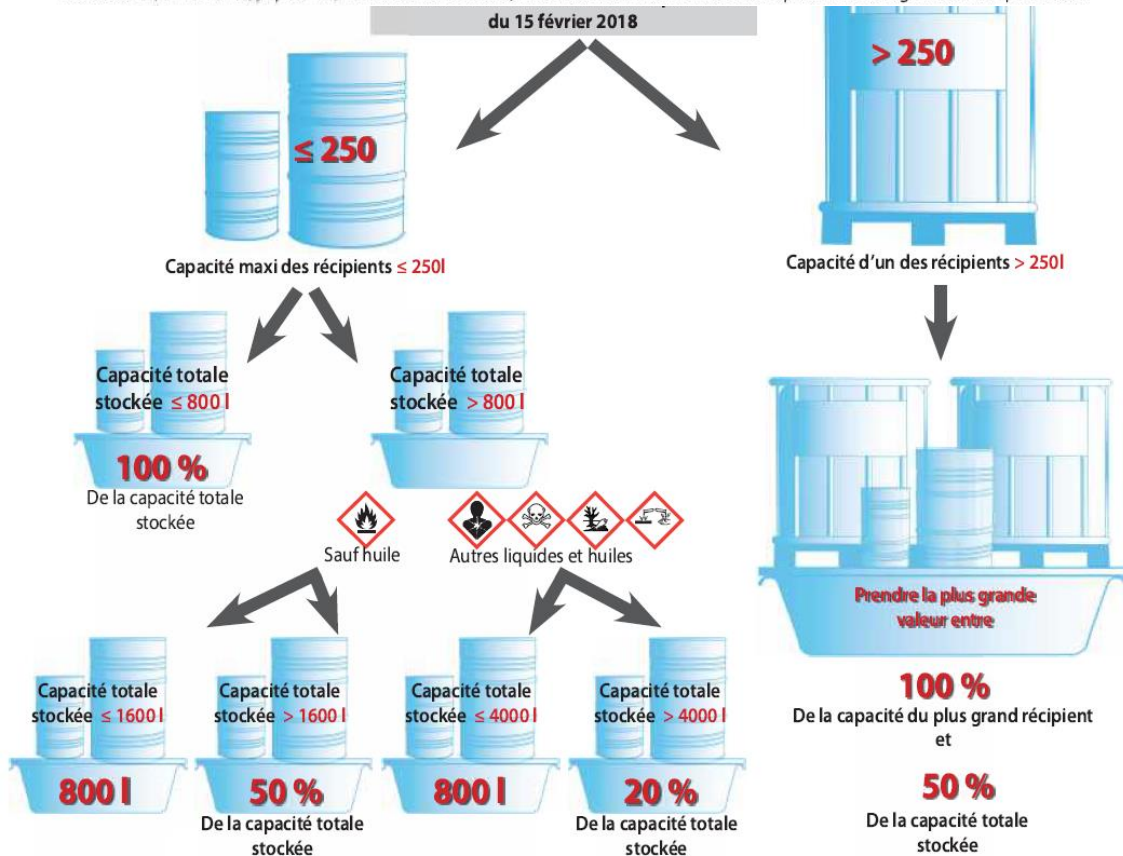 du 15 février 2018
> 250
≤ 250
Capacité maxi des récipients ≤ 250l
Capacité d’un des récipients > 250l
Capacité totale
stockée ≤ 800 l
Capacité totale
stockée > 800 l
100 %
De la capacité totale
stockée
Sauf huile
Autres liquides et huiles
Prendre la plus grande
valeur entre
Capacité totale
stockée ≤ 1600 l
Capacité totale
stockée > 1600 l
Capacité totale
stockée ≤ 4000 l
Capacité totale
stockée > 4000 l
800 l
50 %
De la capacité totale
stockée
800 l
20 %
De la capacité totale
stockée
100 %
De la capacité du plus grand récipient
et
50 %
De la capacité totale
stockée